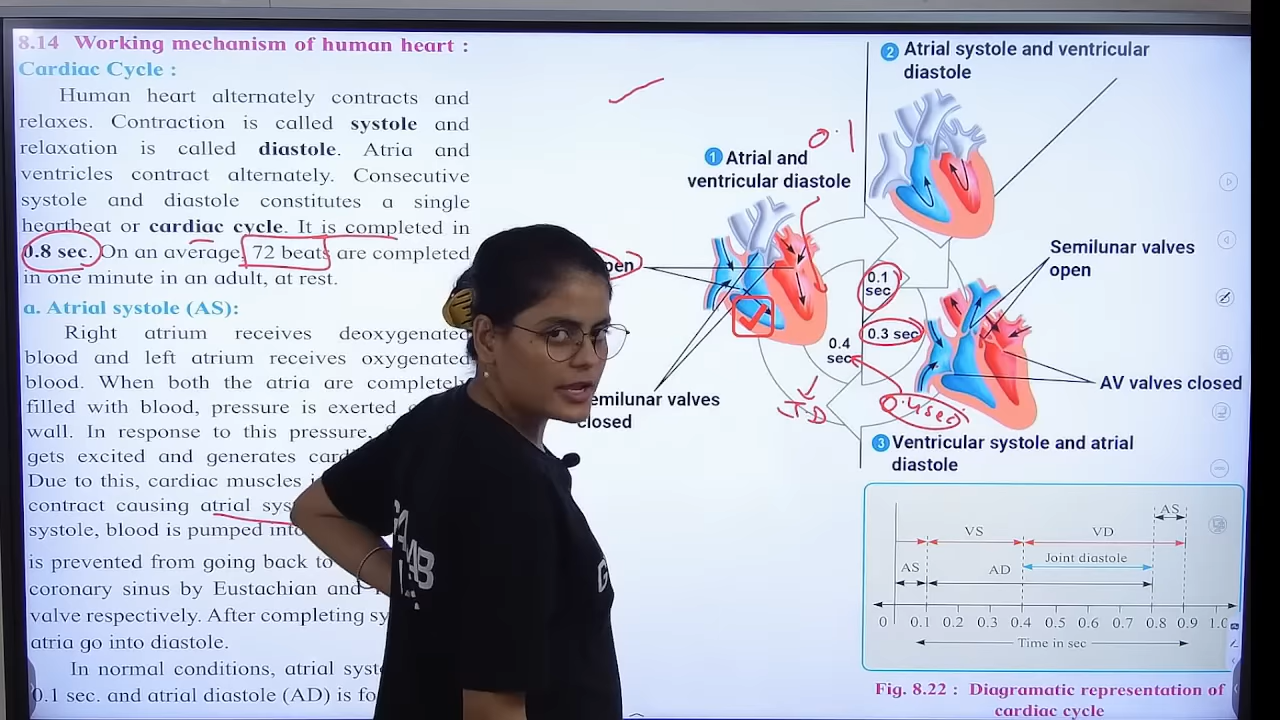 8.14 Working mechanism of human heart :
Cardiac Cycle :
Human heart alternately contracts and
relaxes. Contraction is called systole and
relaxation is called diastole. Atria and
ventricles contract alternately. Consecutive
systole and diastole constitutes a single
heartbeat or cardiac cycle. It is completed in
0.8 sec. On an average 72 beats are completed
in one minute in an adult, at rest.
a. Atrial systole (AS):
Right atrium receives deoxygenated
blood and left atrium receives oxygenated
blood. When both the atria are completely
filled with blood, pressure is exerted
wall. In response to this pressure,
gets excited and generates
Due to this, cardiac muscles
contract causing atrial
systole, blood is pumped
is prevented from going back to
coronary sinus by Eustachian and
valve respectively. After completing
atria go into diastole.
In normal conditions, atrial
0.1 sec. and atrial diastole (AD) is
1 Atrial and
ventricular diastole
0.1
Semilunar valves
closed
2 Atrial systole and ventricular
diastole
0.1
sec
0.3 sec
0.4
sec
0.4sec
Semilunar valves
open
AV valves closed
3 Ventricular systole and atrial
diastole
AS
VS VD
Joint diastole
AS AD
0 0.1 0.2 0.3 0.4 0.5 0.6 0.7 0.8 0.9 1.0
Time in sec
Fig. 8.22 : Diagramatic representation of
cardiac cycle